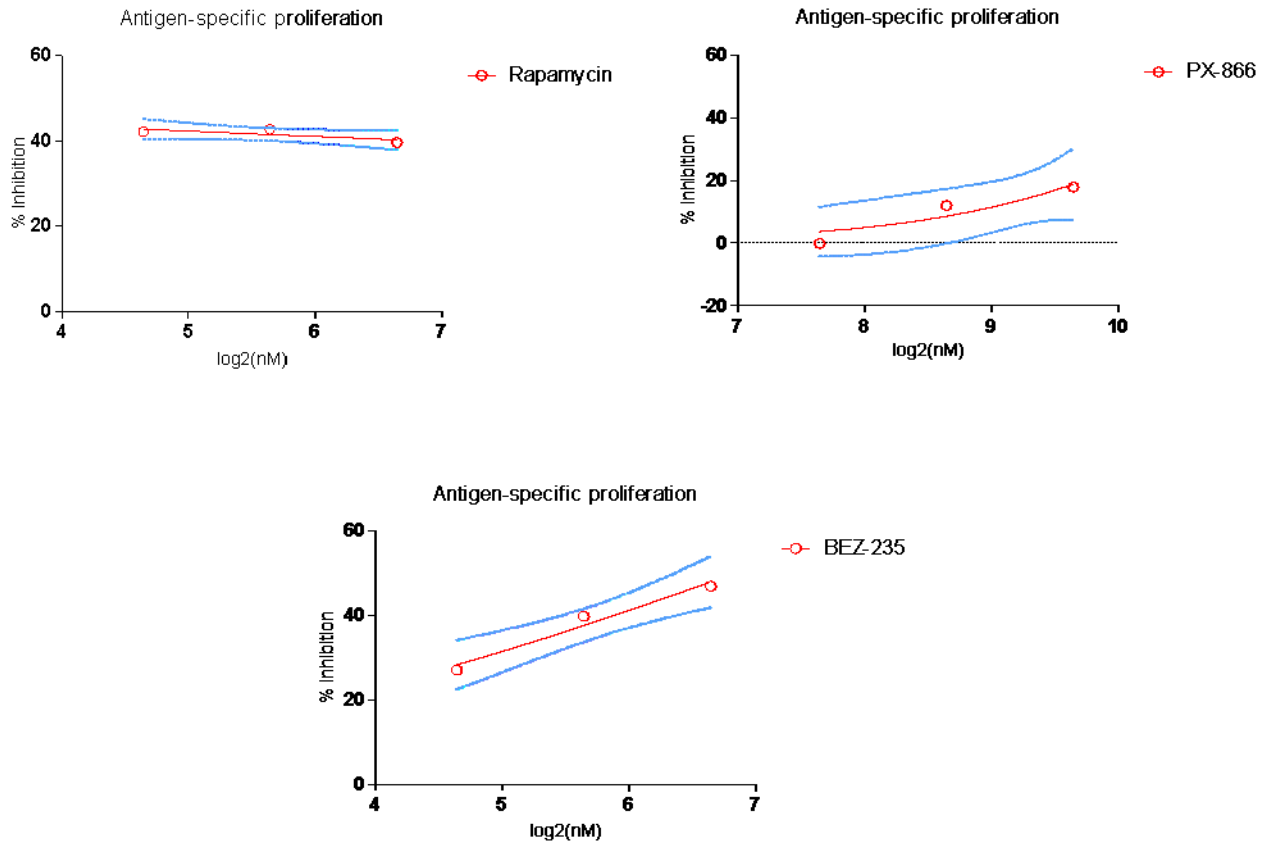 Antigen-specific proliferation
60
40
20
0
% Inhibition
4
5
6
7
log2(nM)
Rapamycin
Antigen-specific proliferation
60
40
20
0
-20
% Inhibition
7
8
9
10
log2(nM)
PX-866
Antigen-specific proliferation
60
40
20
0
% Inhibition
4
5
6
7
log2(nM)
BEZ-235